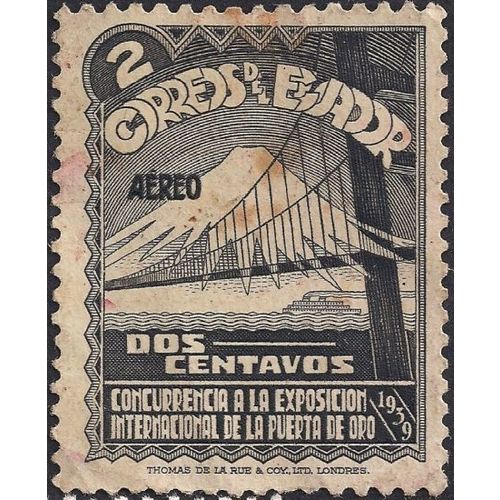 2
CORREOS DEL ECUADOR
AÉREO
DOS
CENTAVOS
CONCURRENCIA A LA EXPOSICION
INTERNACIONAL DE LA PUERTA DE ORO
1939
THOMAS DE LA RUE & COY., LTD. LONDRES.